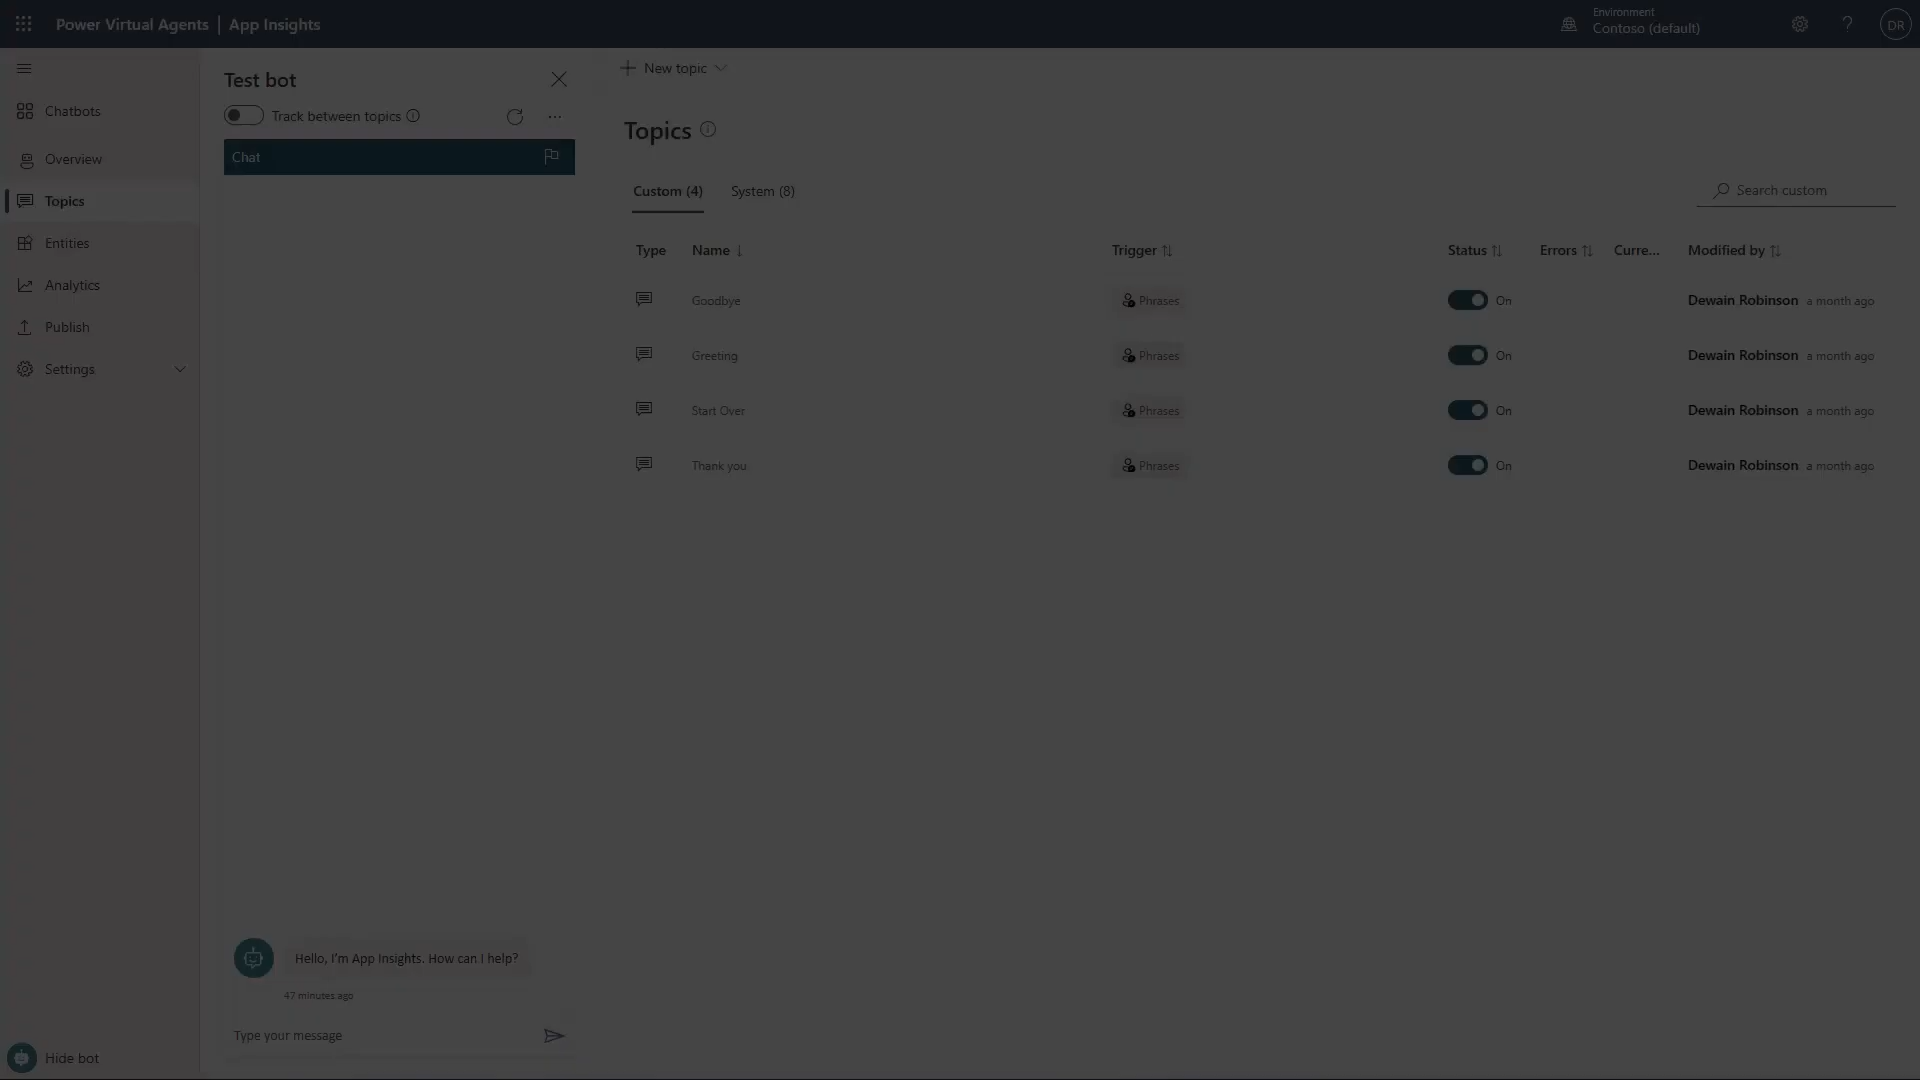 Power Virtual Agents | App Insights
Environment
Contoso (default)
?
DR
Chatbots
Overview
Topics
Entities
Analytics
Publish
Settings
Hide bot
Test bot
Track between topics
Chat
Hello, I'm App Insights. How can I help?
47 minutes ago
Type your message
New topic
Topics
Custom (4) System (8)
Search custom
Type Name Trigger Status Errors Curre... Modified by
Goodbye Phrases On Dewain Robinson a month ago
Greeting Phrases On Dewain Robinson a month ago
Start Over Phrases On Dewain Robinson a month ago
Thank you Phrases On Dewain Robinson a month ago